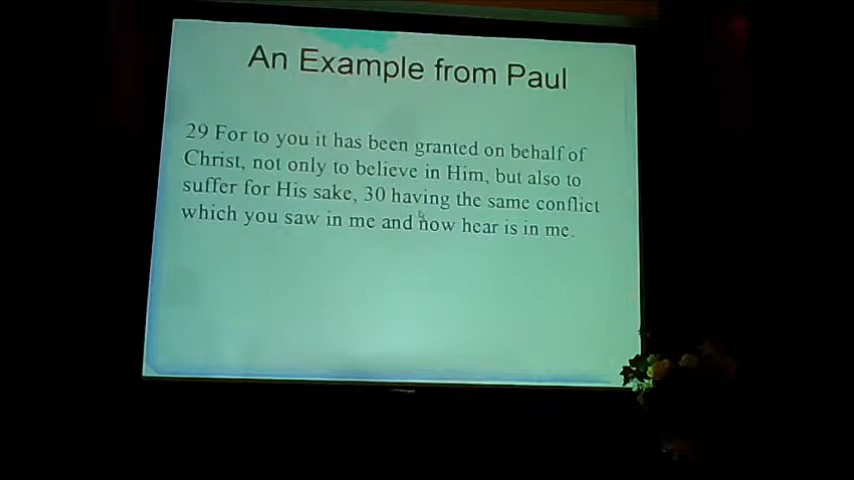 An Example from Paul
29 For to you it has been granted on behalf of
Christ, not only to believe in Him, but also to
suffer for His sake, 30 having the same conflict
which you saw in me and now hear is in me.